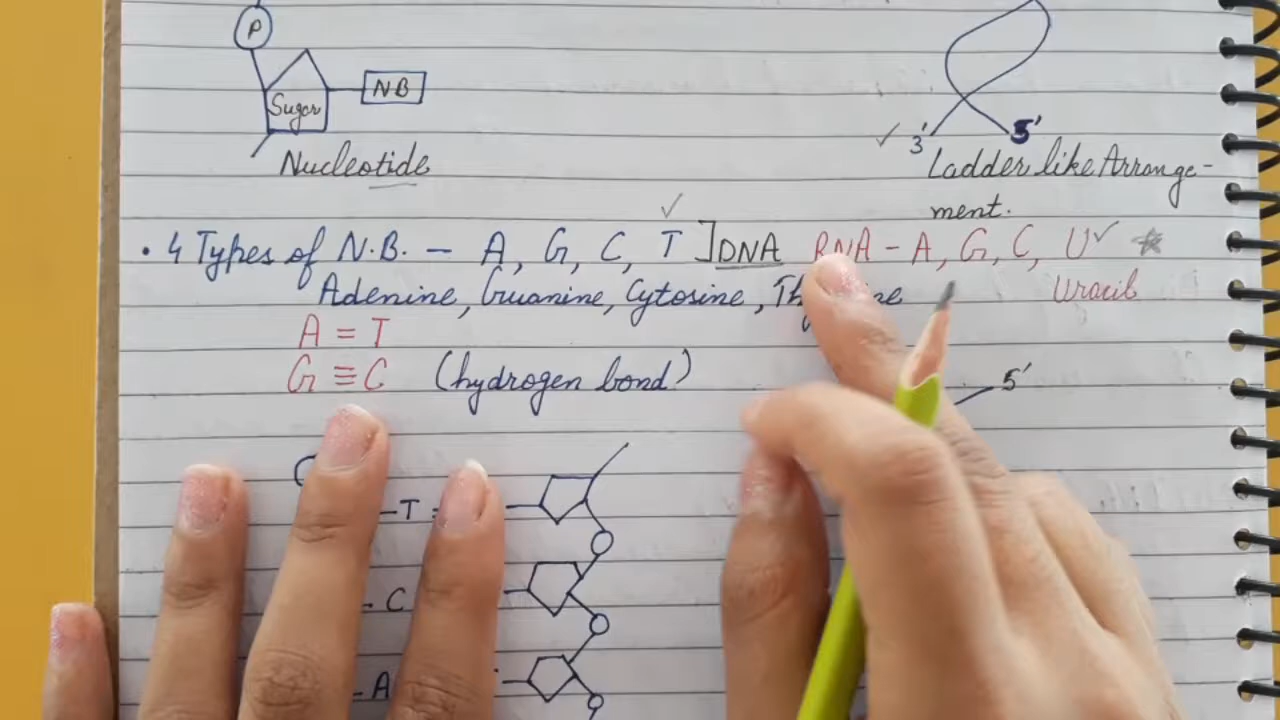 P
Sugar
NB
Nucleotide
3' 5'
Ladder like Arrange-
ment.
• 4 Types of N.B. – A, G, C, T ]DNA RNA – A, G, C, U
Adenine, Guanine, Cytosine, Uracil
A = T
G ≡ C (hydrogen bond)
5'
T
C
A